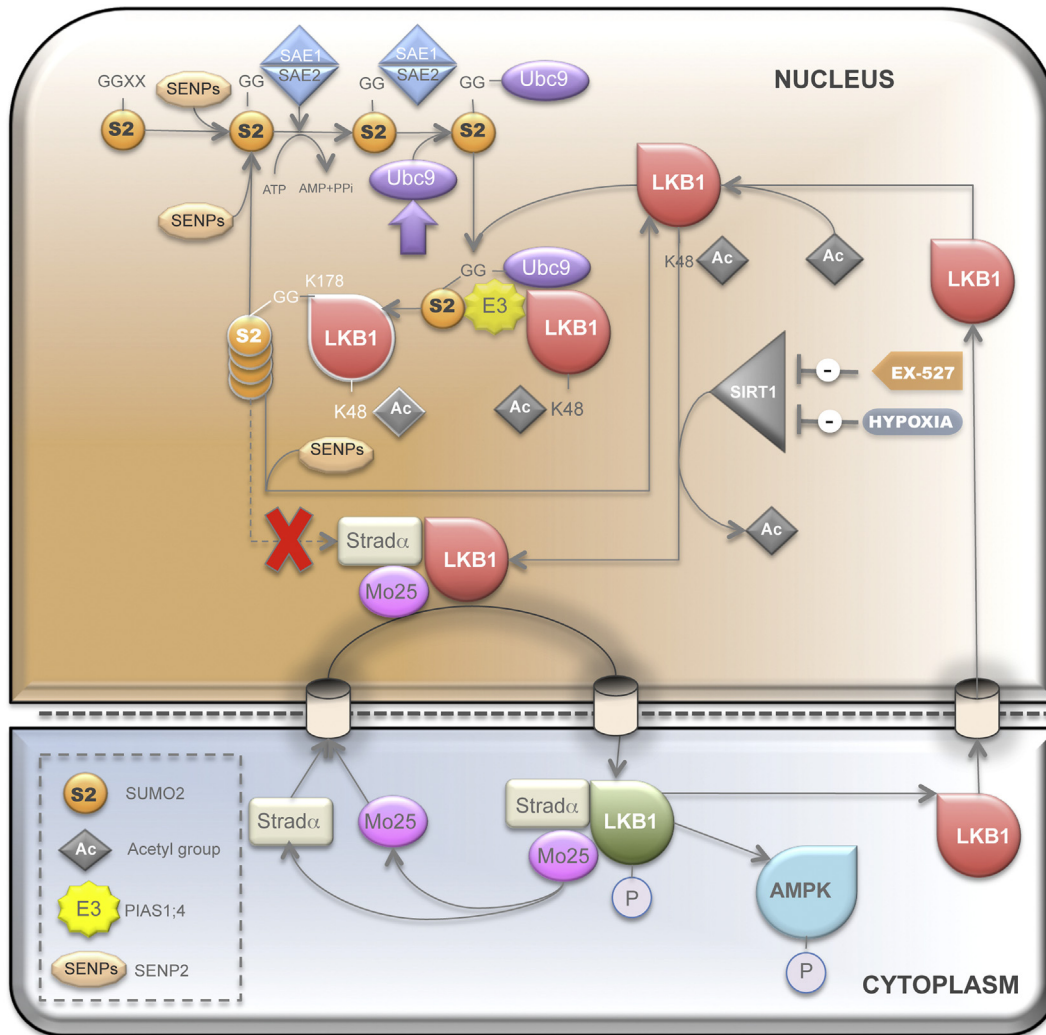 NUCLEUS
SAE1
SAE2
SAE1
SAE2
GGXX
SENPs
GG
GG
GG
Ubc9
S2
S2
S2
S2
ATP
AMP+PPi
Ubc9
SENPs
LKB1
K48
Ac
Ac
LKB1
GG
Ubc9
K178
GG
S2
E3
LKB1
S2
LKB1
K48
Ac
Ac
K48
SIRT1
-
EX-527
-
HYPOXIA
SENPs
Ac
Stradα
LKB1
Mo25
S2
SUMO2
Ac
Acetyl group
E3
PIAS1;4
SENPs
SENP2
Stradα
Mo25
Stradα
LKB1
Mo25
P
AMPK
P
LKB1
CYTOPLASM